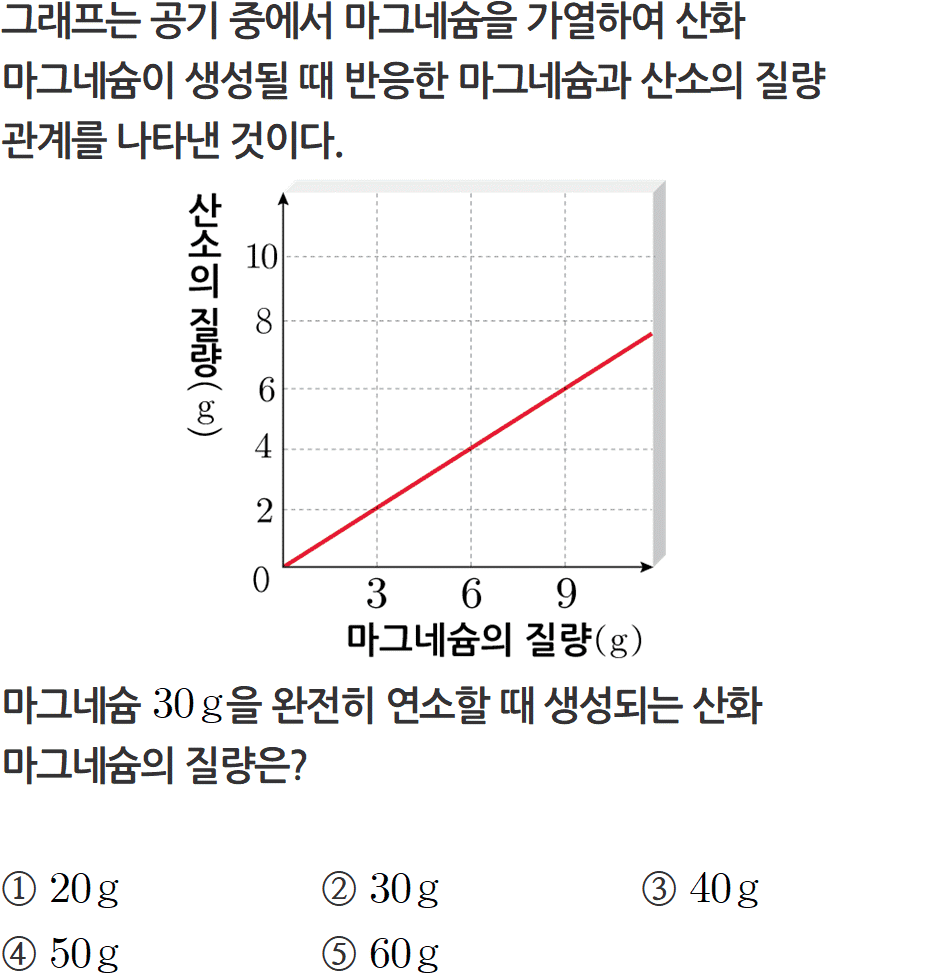 그래프는 공기 중에서 마그네슘을 가열하여 산화
마그네슘이 생성될 때 반응한 마그네슘과 산소의 질량
관계를 나타낸 것이다.
산소의 질량(g)
10
8
6
4
2
0
3 6 9
마그네슘의 질량(g)
마그네슘 30 g을 완전히 연소할 때 생성되는 산화
마그네슘의 질량은?
① 20 g ② 30 g ③ 40 g
④ 50 g ⑤ 60 g